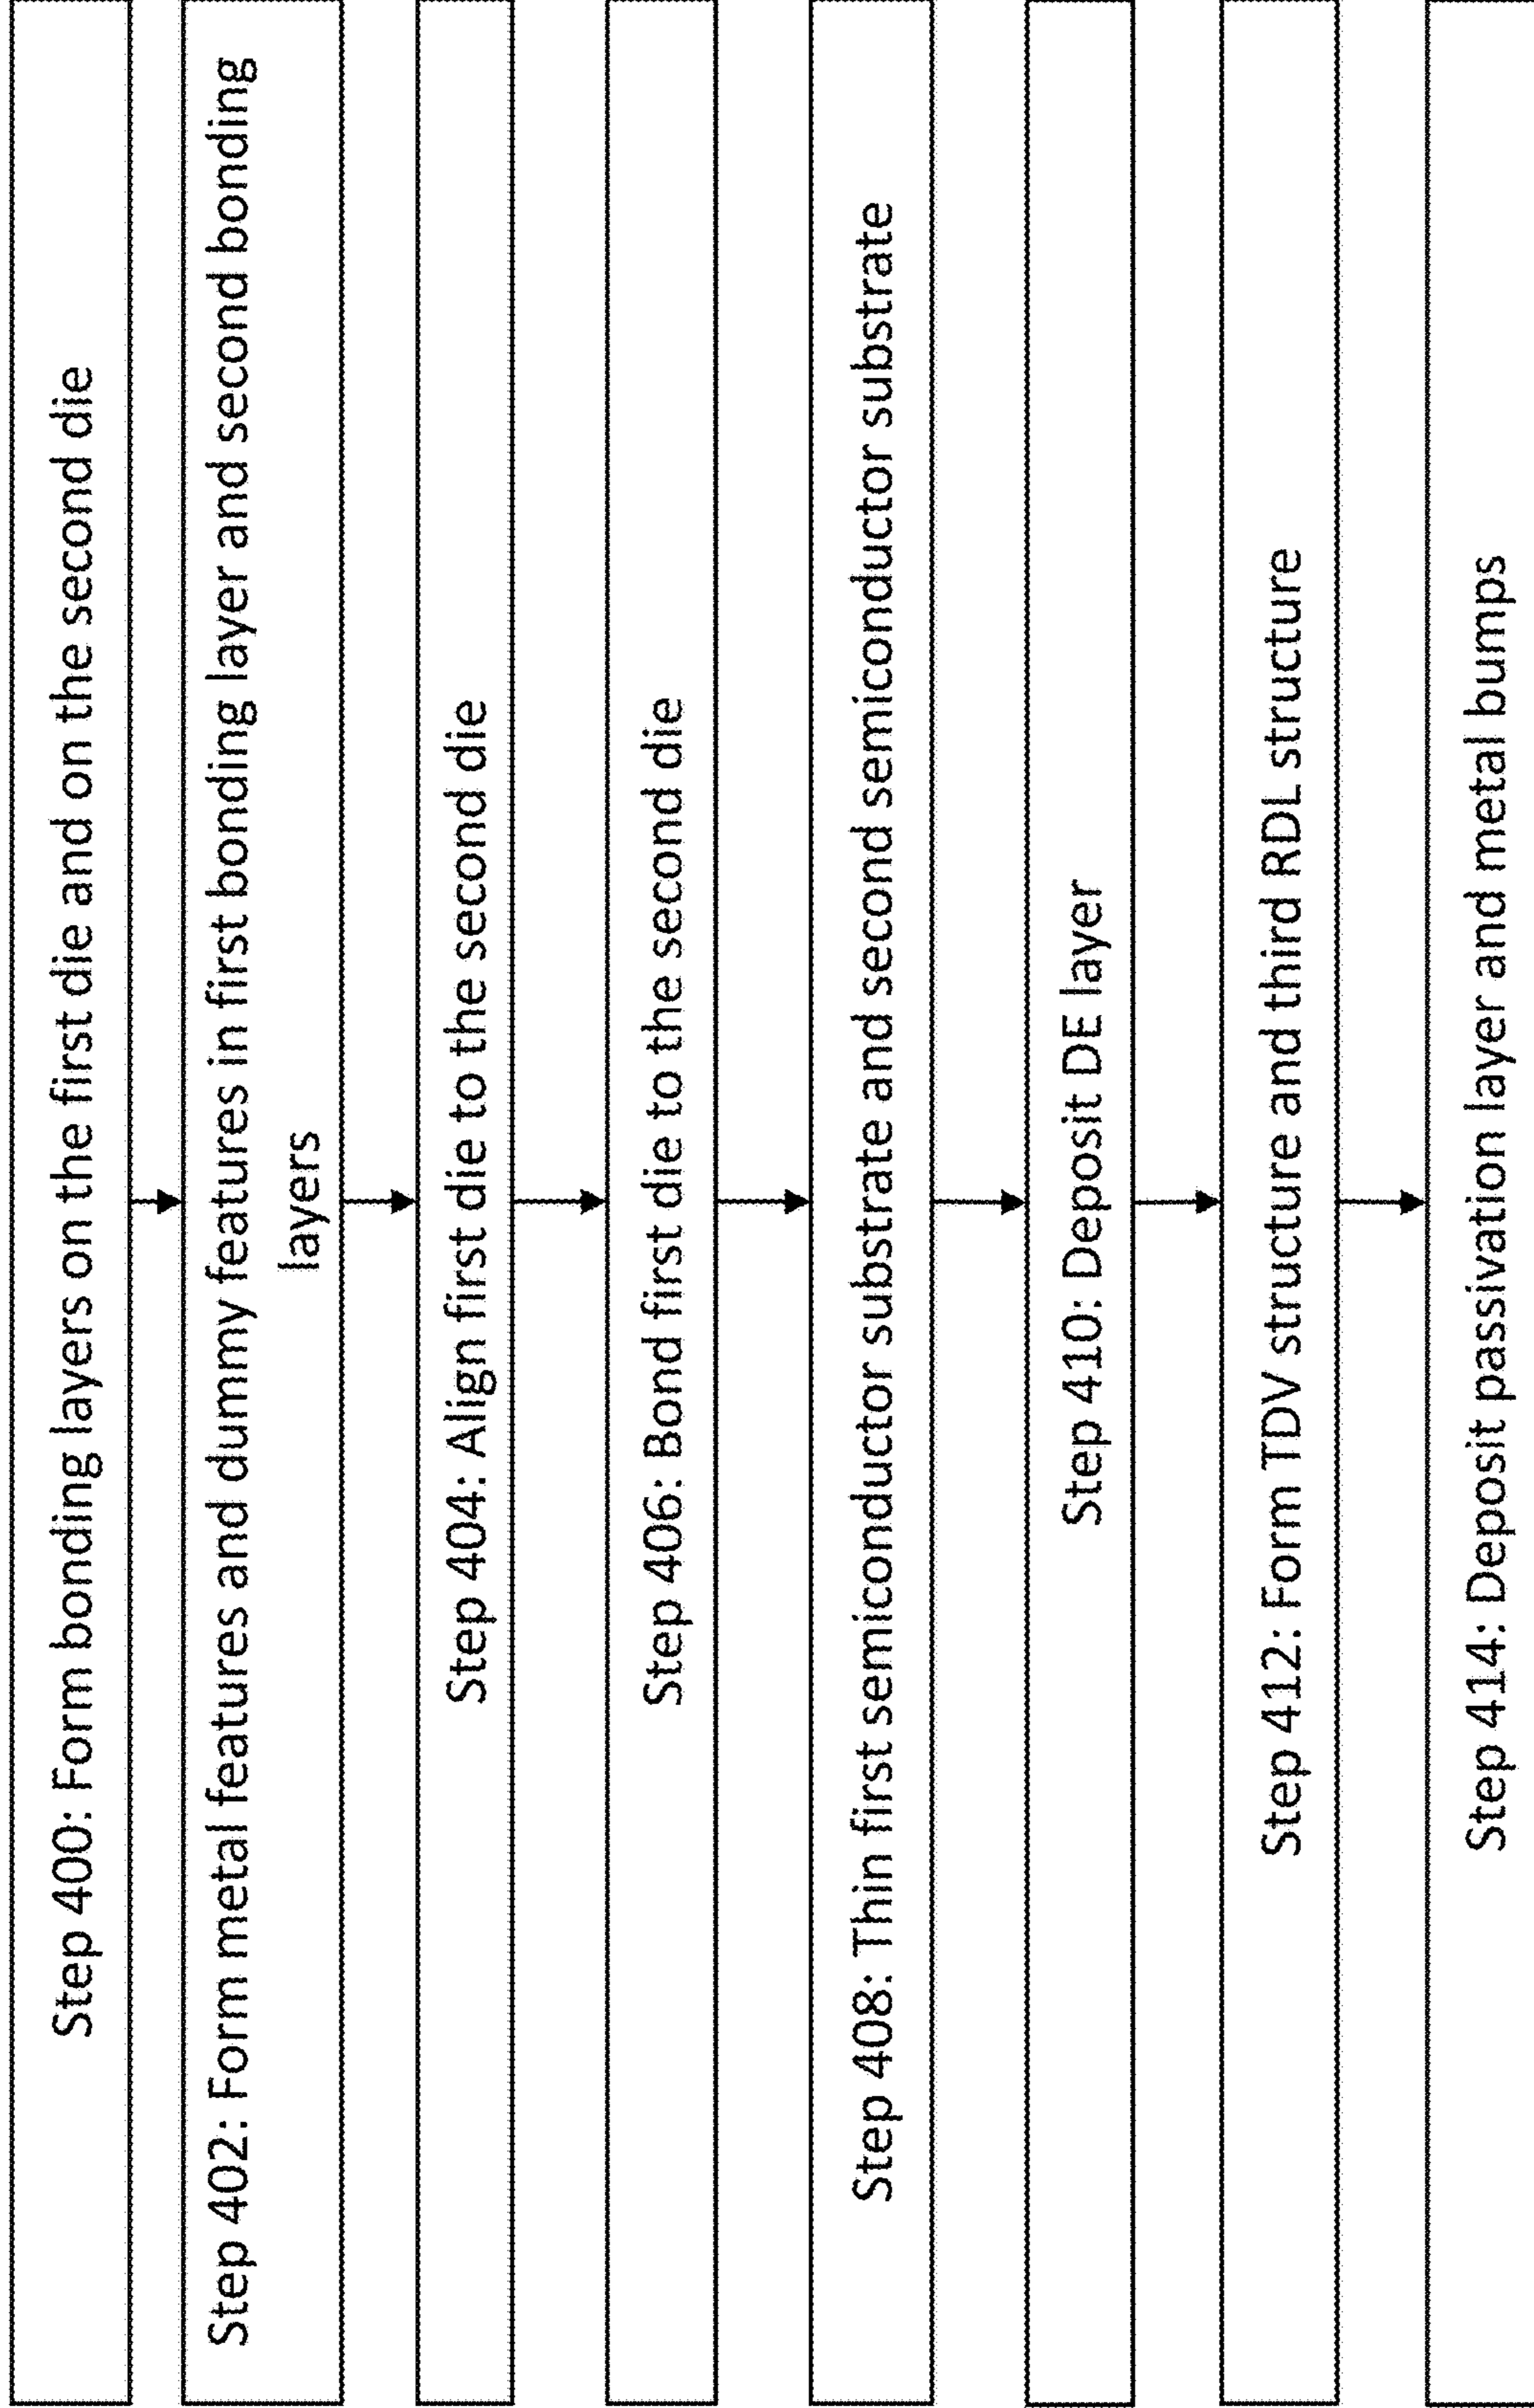 Step 400: Form bonding layers on the first die and on the second die
Step 402: Form metal features and dummy features in first bonding layer and second bonding
layers
Step 404: Align first die to the second die
Step 406: Bond first die to the second die
Step 408: Thin first semiconductor substrate and second semiconductor substrate
Step 410: Deposit DE layer
Step 412: Form TDV structure and third RDL structure
Step 414: Deposit passivation layer and metal bumps